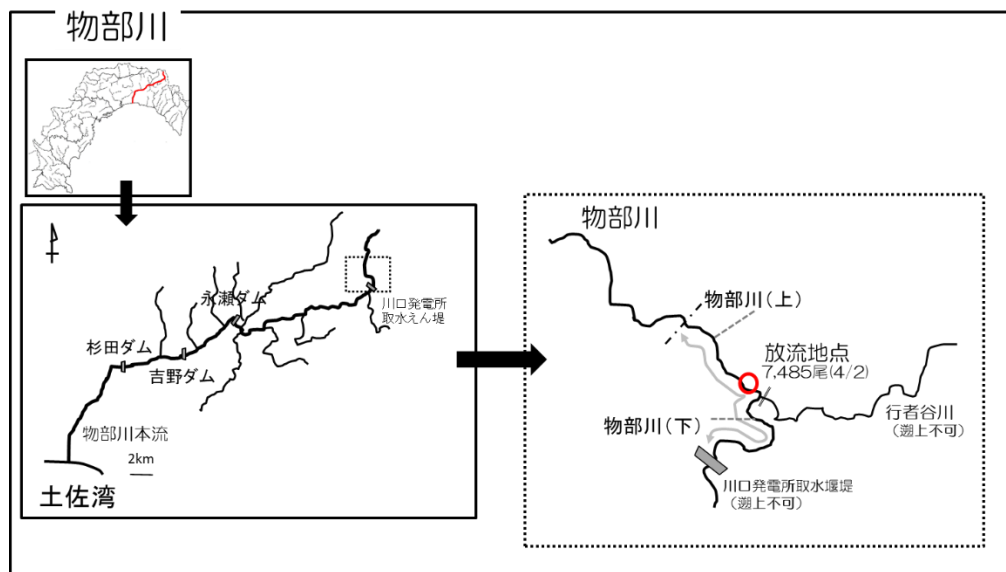 物部川
永瀬ダム
川口発電所
取水えん堤
杉田ダム
吉野ダム
物部川本流
2km
土佐湾
物部川
物部川(上)
放流地点
7,485尾(4/2)
行者谷川
(遡上不可)
物部川(下)
川口発電所取水堰堤
(遡上不可)